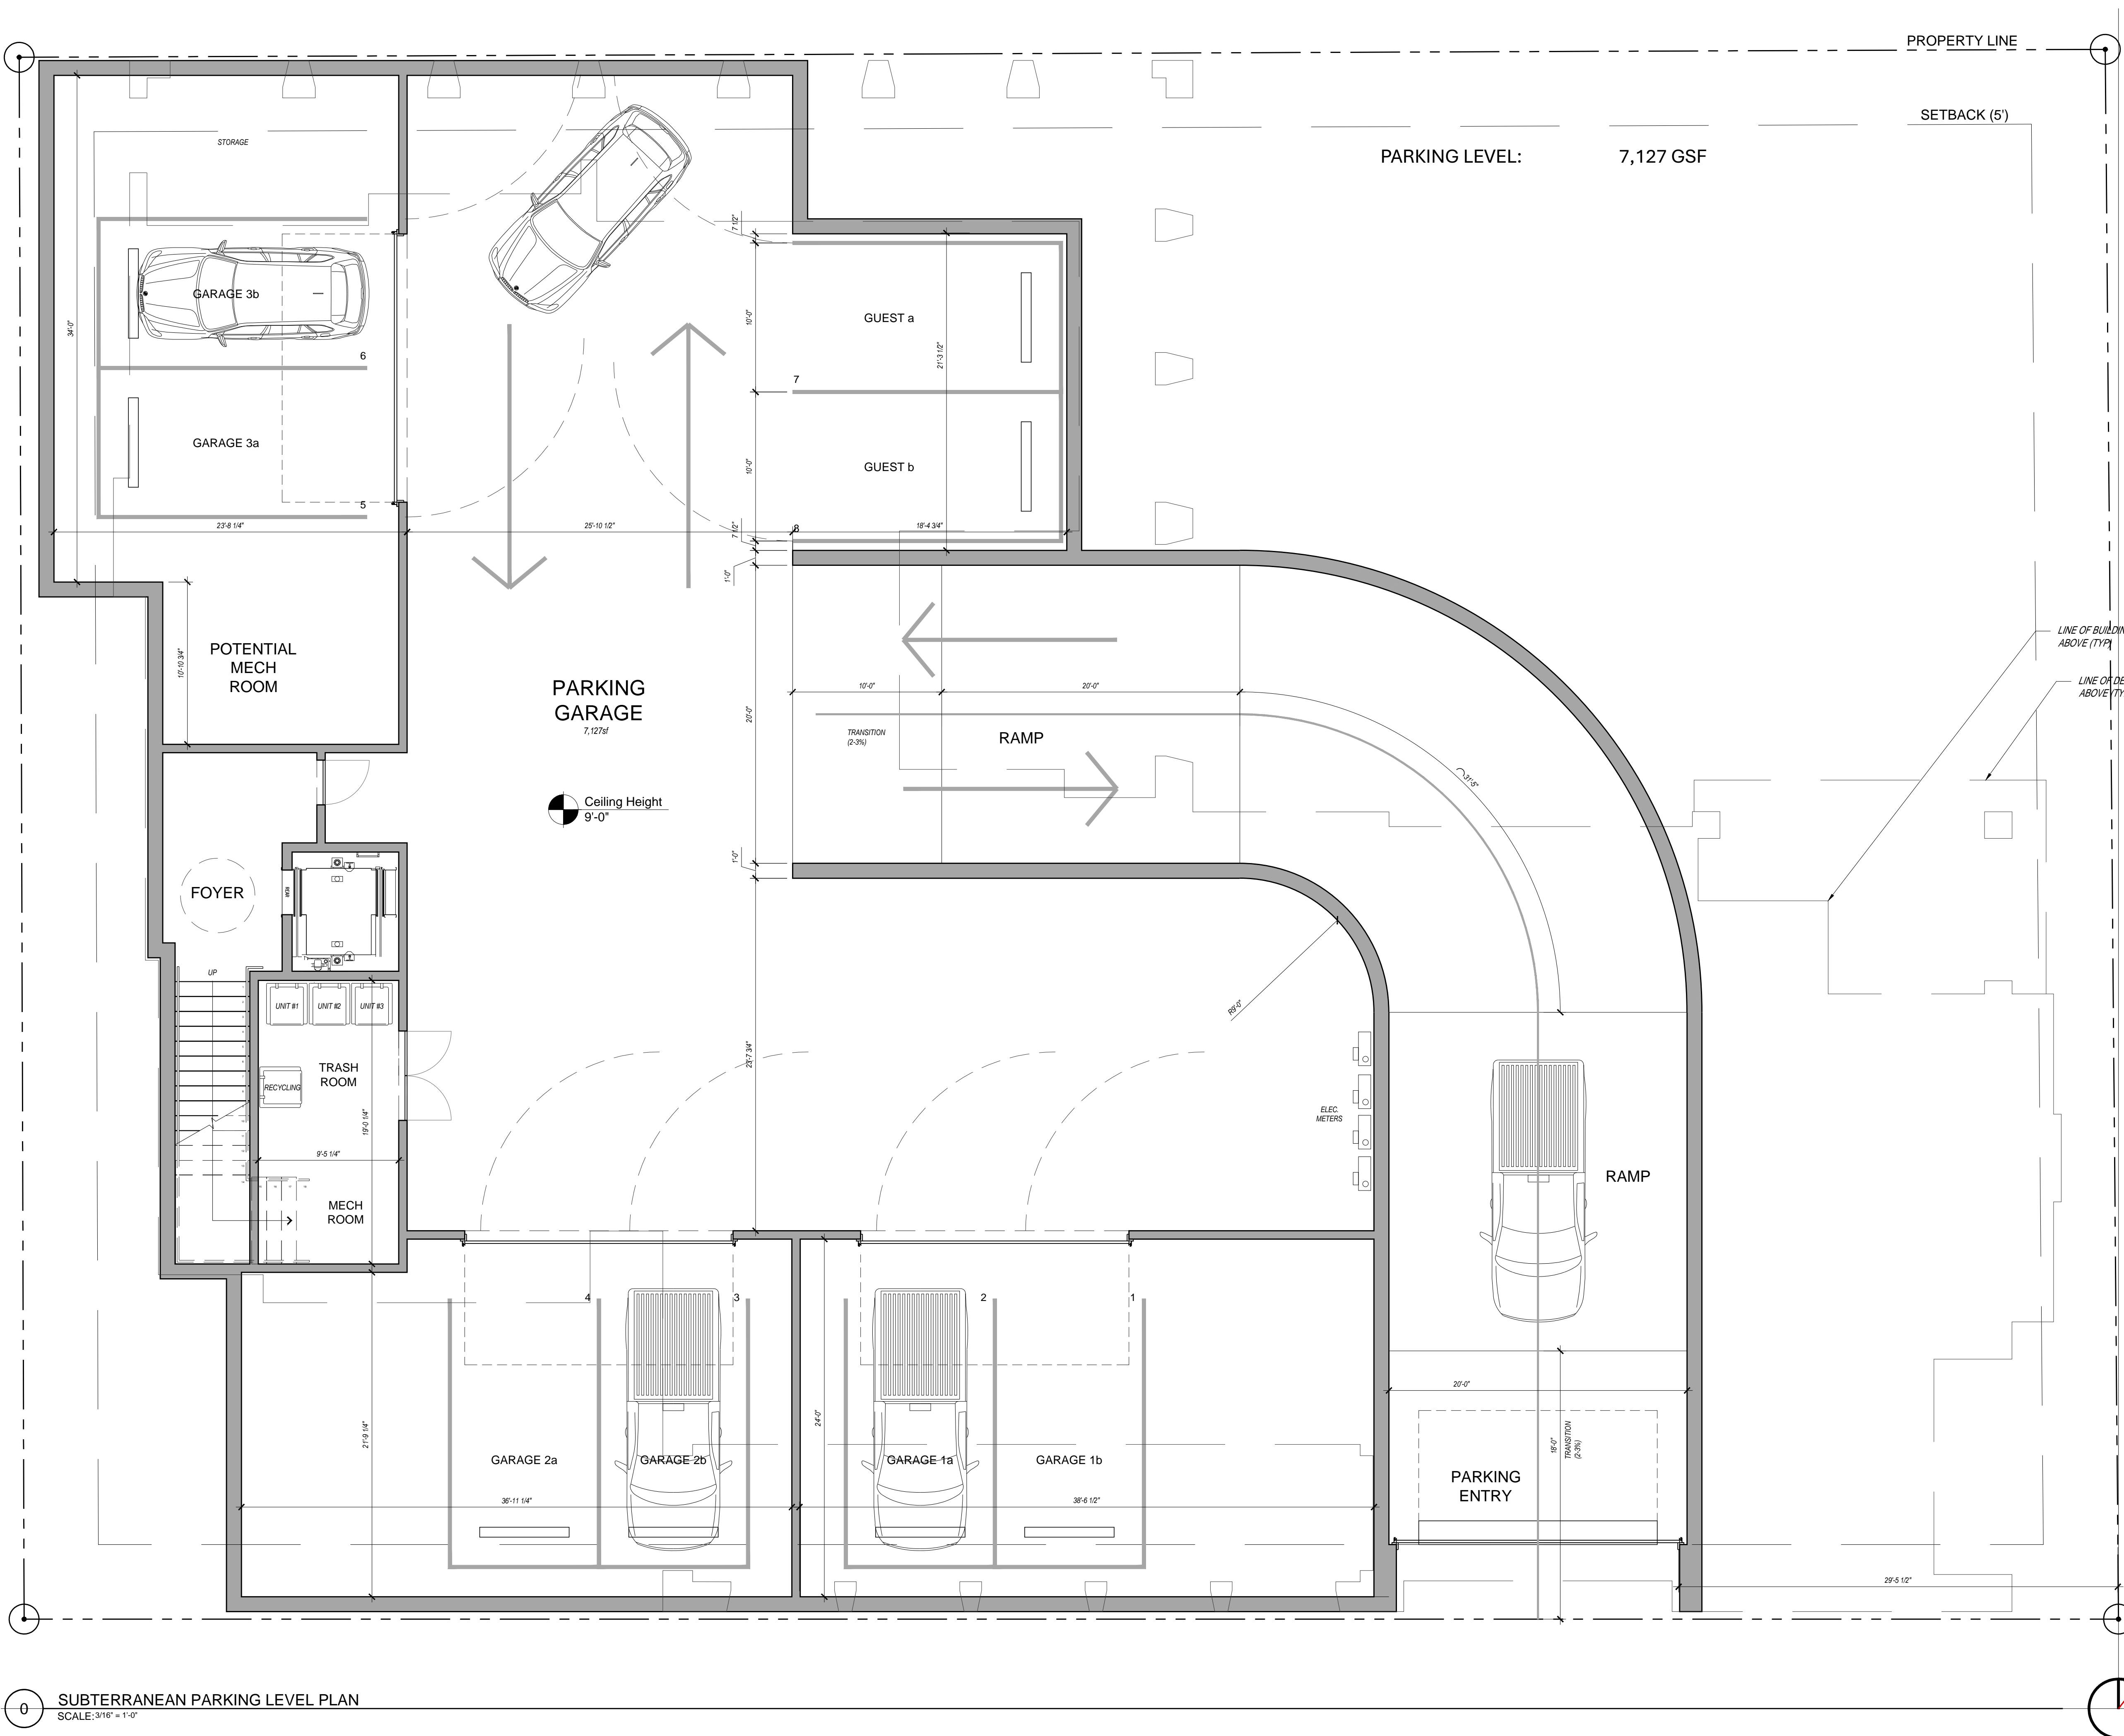 PROPERTY LINE
SETBACK (5')
PARKING LEVEL: 7,127 GSF
STORAGE
7 1/2"
GARAGE 3b
34'-0"
10'-0"
GUEST a
21'-3 1/2"
6
7
GARAGE 3a
10'-0"
GUEST b
5
23'-8 1/4"
25'-10 1/2"
7 1/2"
8
18'-4 3/4"
1'-0"
LINE OF BUILDIN
ABOVE (TYP)
POTENTIAL
MECH
ROOM
10'-10 3/4"
PARKING
GARAGE
7,127sf
10'-0"
20'-0"
LINE OF DE
ABOVE (TY
20'-0"
TRANSITION
(2-3%)
RAMP
31'-5"
Ceiling Height
9'-0"
1'-0"
FOYER
REAR
UP
UNIT #1
UNIT #2
UNIT #3
R9'-0"
23'-7 3/4"
TRASH
ROOM
RECYCLING
19'-0 1/4"
ELEC.
METERS
9'-5 1/4"
RAMP
MECH
ROOM
4
3
2
1
20'-0"
21'-9 1/4"
24'-0"
18'-0"
TRANSITION
(2-3%)
GARAGE 2a
GARAGE 2b
GARAGE 1a
GARAGE 1b
PARKING
ENTRY
36'-11 1/4"
38'-6 1/2"
29'-5 1/2"
0
SUBTERRANEAN PARKING LEVEL PLAN
SCALE: 3/16" = 1'-0"